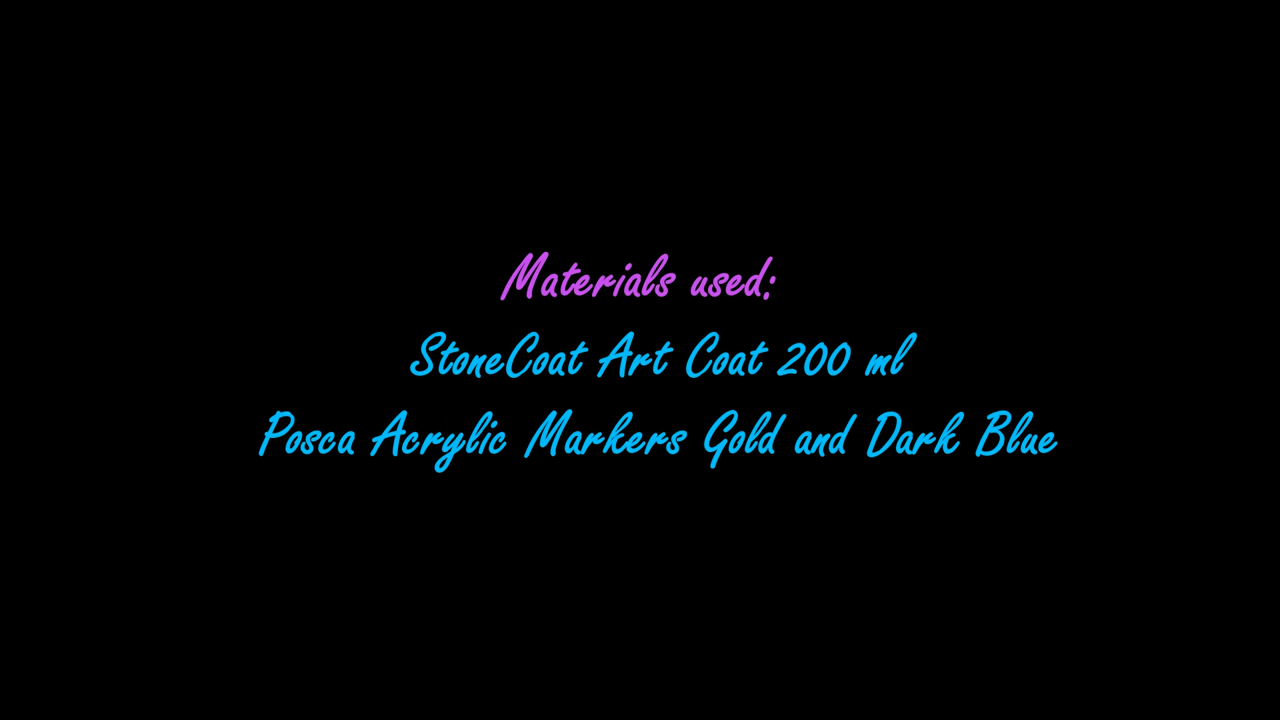 Materials used:
StoneCoat Art Coat 200 ml
Posca Acrylic Markers Gold and Dark Blue